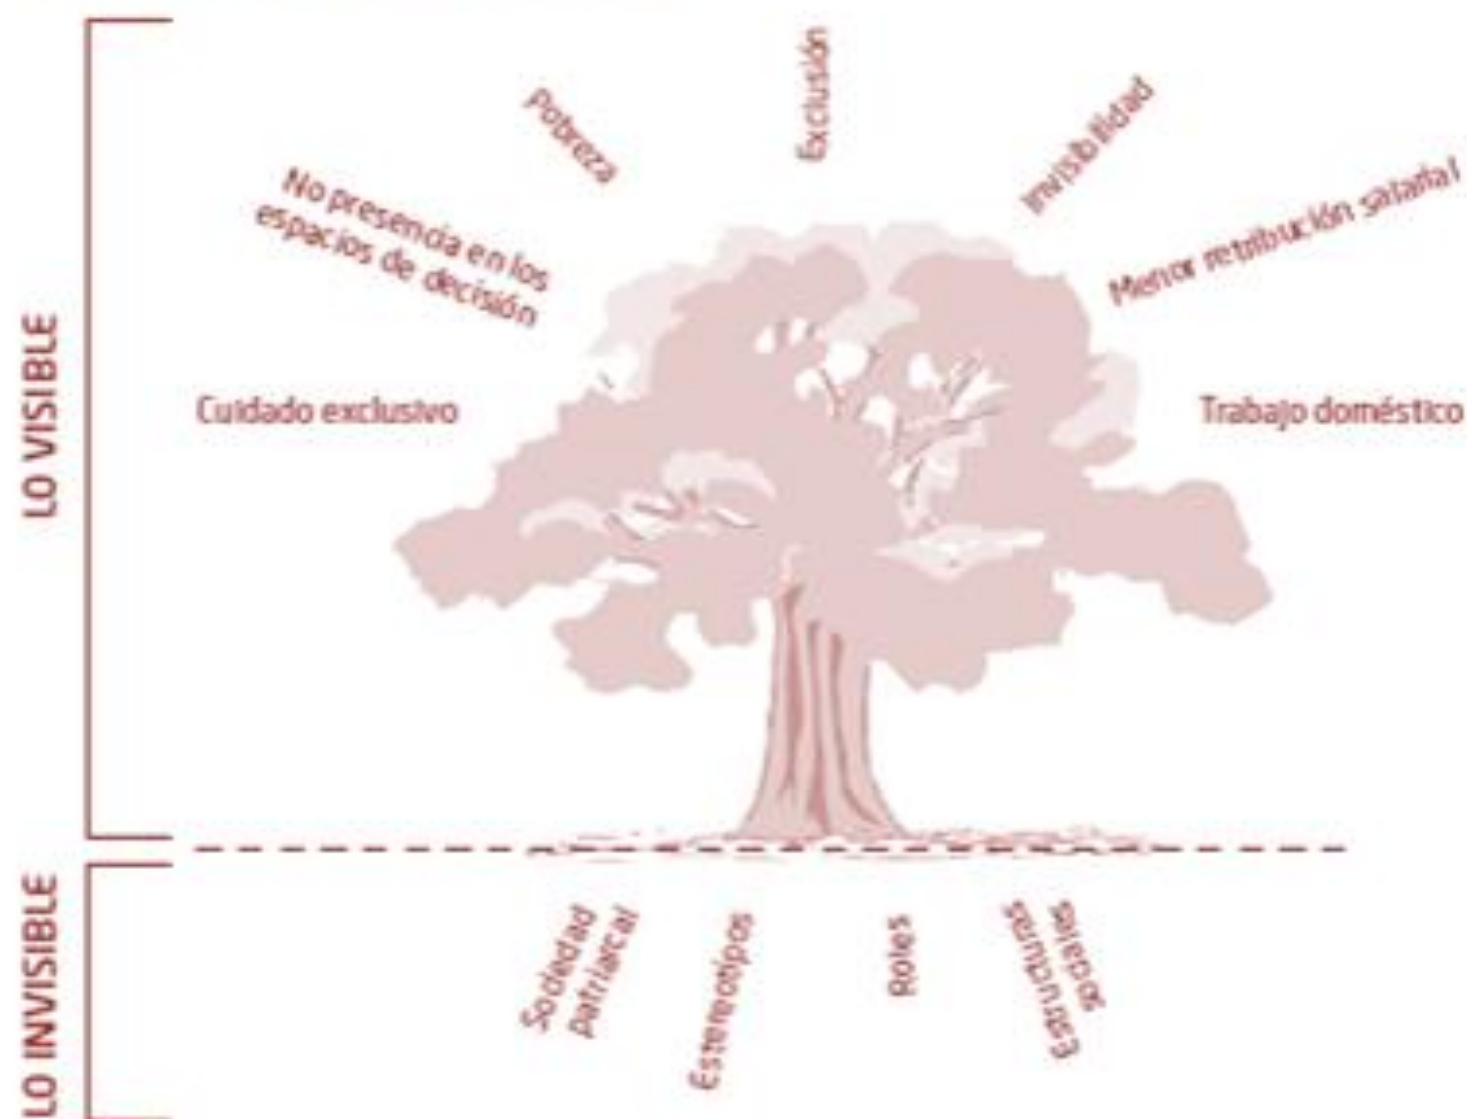 LO VISIBLE
Exclusión
Pobreza
Invisibilidad
No presencia en los
espacios de decisión
Menor retribución salarial
Cuidado exclusivo
Trabajo doméstico
LO INVISIBLE
Sociedad
patriarcal
Estereotipos
Roles
Estructuras
sociales